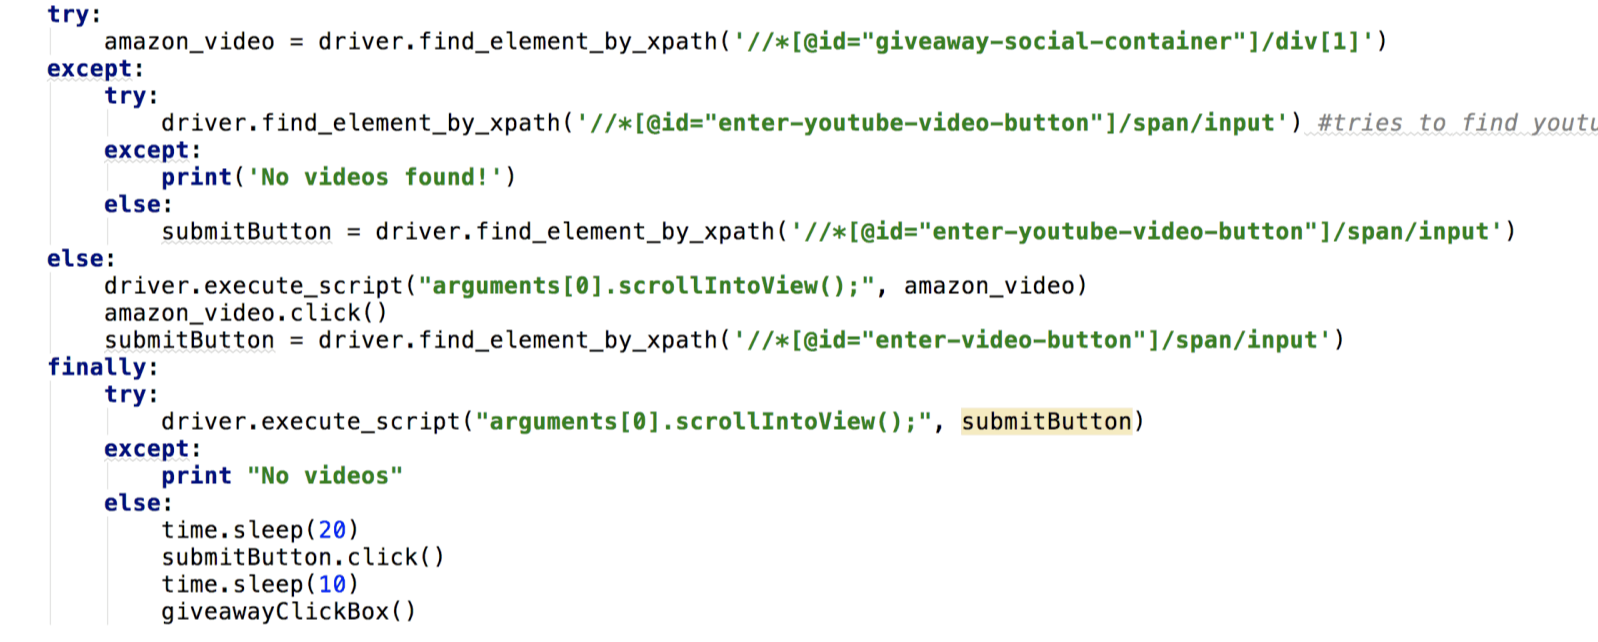 try:
    amazon_video = driver.find_element_by_xpath('//*[@id="giveaway-social-container"]/div[1]')
except:
    try:
        driver.find_element_by_xpath('//*[@id="enter-youtube-video-button"]/span/input') #tries to find
    except:
        print('No videos found!')
    else:
        submitButton = driver.find_element_by_xpath('//*[@id="enter-youtube-video-button"]/span/input')
else:
    driver.execute_script("arguments[0].scrollIntoView();", amazon_video)
    amazon_video.click()
    submitButton = driver.find_element_by_xpath('//*[@id="enter-video-button"]/span/input')
finally:
    try:
        driver.execute_script("arguments[0].scrollIntoView();", submitButton)
    except:
        print "No videos"
    else:
        time.sleep(20)
        submitButton.click()
        time.sleep(10)
        giveawayClickBox()